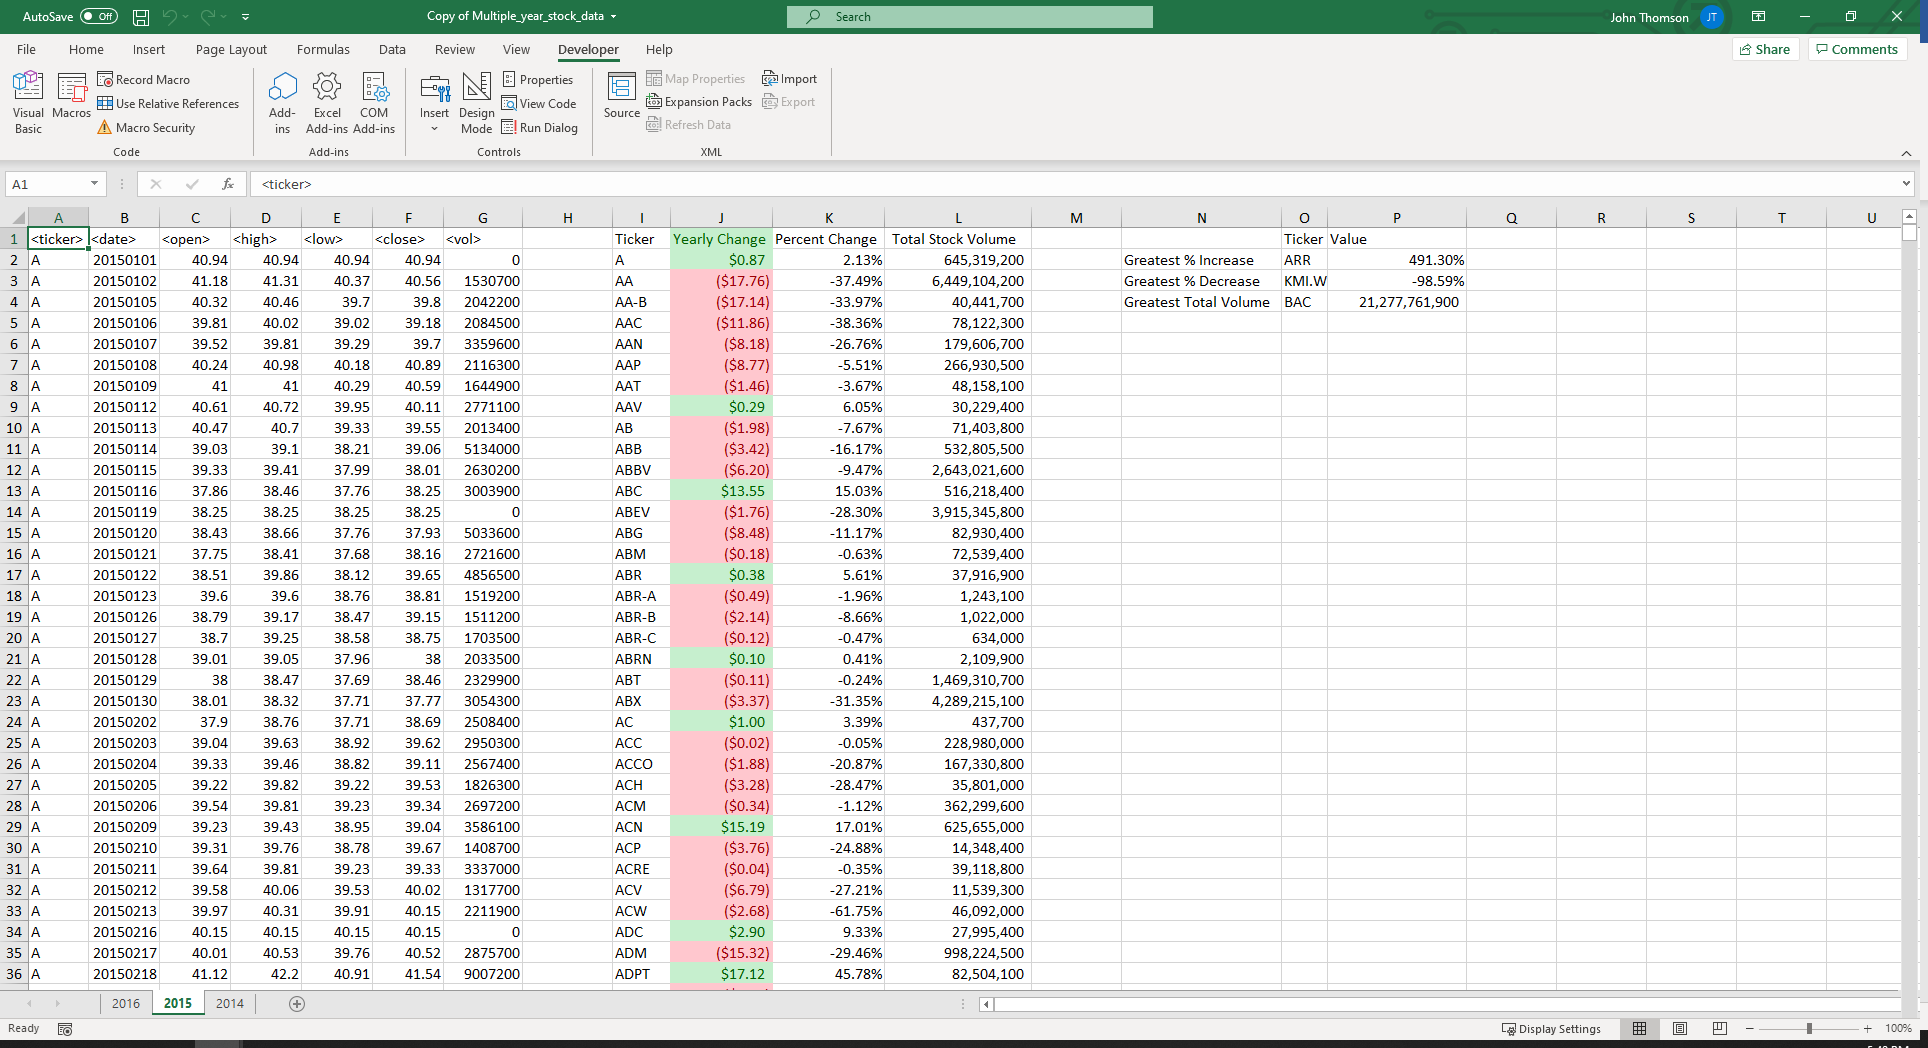 AutoSave Off Copy of Multiple_year_stock_data Search John Thomson JT
File Home Insert Page Layout Formulas Data Review View Developer Help Share Comments
Visual Basic Macros Record Macro Use Relative References Macro Security Add-ins Excel Add-ins COM Add-ins Insert Design Mode Properties View Code Run Dialog Source Map Properties Expansion Packs Refresh Data Import Export
Code Add-ins Controls XML
A1 fx <ticker>
A B C D E F G H I J K L M N O P Q R S T U
1 <ticker> <date> <open> <high> <low> <close> <vol> Ticker Yearly Change Percent Change Total Stock Volume Ticker Value
2 A 20150101 40.94 40.94 40.94 40.94 0 A $0.87 2.13% 645,319,200 Greatest % Increase ARR 491.30%
3 A 20150102 41.18 41.31 40.37 40.56 1530700 AA ($17.76) -37.49% 6,449,104,200 Greatest % Decrease KMI.W -98.59%
4 A 20150105 40.32 40.46 39.7 39.8 2042200 AA-B ($17.14) -33.97% 40,441,700 Greatest Total Volume BAC 21,277,761,900
5 A 20150106 39.81 40.02 39.02 39.18 2084500 AAC ($11.86) -38.36% 78,122,300
6 A 20150107 39.52 39.81 39.29 39.7 3359600 AAN ($8.18) -26.76% 179,606,700
7 A 20150108 40.24 40.98 40.18 40.89 2116300 AAP ($8.77) -5.51% 266,930,500
8 A 20150109 41 41 40.29 40.59 1644900 AAT ($1.46) -3.67% 48,158,100
9 A 20150112 40.61 40.72 39.95 40.11 2771100 AAV $0.29 6.05% 30,229,400
10 A 20150113 40.47 40.7 39.33 39.55 2013400 AB ($1.98) -7.67% 71,403,800
11 A 20150114 39.03 39.1 38.21 39.06 5134000 ABB ($3.42) -16.17% 532,805,500
12 A 20150115 39.33 39.41 37.99 38.01 2630200 ABBV ($6.20) -9.47% 2,643,021,600
13 A 20150116 37.86 38.46 37.76 38.25 3003900 ABC $13.55 15.03% 516,218,400
14 A 20150119 38.25 38.25 38.25 38.25 0 ABEV ($1.76) -28.30% 3,915,345,800
15 A 20150120 38.43 38.66 37.76 37.93 5033600 ABG ($8.48) -11.17% 82,930,400
16 A 20150121 37.75 38.41 37.68 38.16 2721600 ABM ($0.18) -0.63% 72,539,400
17 A 20150122 38.51 39.86 38.12 39.65 4856500 ABR $0.38 5.61% 37,916,900
18 A 20150123 39.6 39.6 38.76 38.81 1519200 ABR-A ($0.49) -1.96% 1,243,100
19 A 20150126 38.79 39.17 38.47 39.15 1511200 ABR-B ($2.14) -8.66% 1,022,000
20 A 20150127 38.7 39.25 38.58 38.75 1703500 ABR-C ($0.12) -0.47% 634,000
21 A 20150128 39.01 39.05 37.96 38 2033500 ABRN $0.10 0.41% 2,109,900
22 A 20150129 38 38.47 37.69 38.46 2329900 ABT ($0.11) -0.24% 1,469,310,700
23 A 20150130 38.01 38.32 37.71 37.77 3054300 ABX ($3.37) -31.35% 4,289,215,100
24 A 20150202 37.9 38.76 37.71 38.69 2508400 AC $1.00 3.39% 437,700
25 A 20150203 39.04 39.63 38.92 39.62 2950300 ACC ($0.02) -0.05% 228,980,000
26 A 20150204 39.33 39.46 38.82 39.11 2567400 ACCO ($1.88) -20.87% 167,330,800
27 A 20150205 39.22 39.82 39.22 39.53 1826300 ACH ($3.28) -28.47% 35,801,000
28 A 20150206 39.54 39.81 39.23 39.34 2697200 ACM ($0.34) -1.12% 362,299,600
29 A 20150209 39.23 39.43 38.95 39.04 3586100 ACN $15.19 17.01% 625,655,000
30 A 20150210 39.31 39.76 38.78 39.67 1408700 ACP ($3.76) -24.88% 14,348,400
31 A 20150211 39.64 39.81 39.23 39.33 3337000 ACRE ($0.04) -0.35% 39,118,800
32 A 20150212 39.58 40.06 39.53 40.02 1317700 ACV ($6.79) -27.21% 11,539,300
33 A 20150213 39.97 40.31 39.91 40.15 2211900 ACW ($2.68) -61.75% 46,092,000
34 A 20150216 40.15 40.15 40.15 40.15 0 ADC $2.90 9.33% 27,995,400
35 A 20150217 40.01 40.53 39.76 40.52 2875700 ADM ($15.32) -29.46% 998,224,500
36 A 20150218 41.12 42.2 40.91 41.54 9007200 ADPT $17.12 45.78% 82,504,100
2016 2015 2014
Ready Display Settings 100%